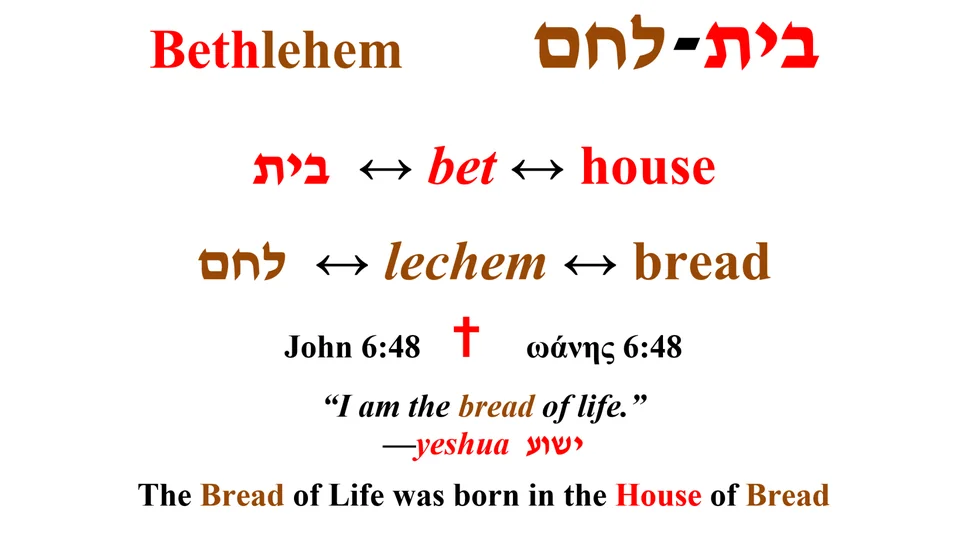 Bethlehem בית-לחם
בית ↔ bet ↔ house
לחם ↔ lechem ↔ bread
John 6:48 ✝ ωάνης 6:48
“I am the bread of life.”
—yeshua ישוע
The Bread of Life was born in the House of Bread